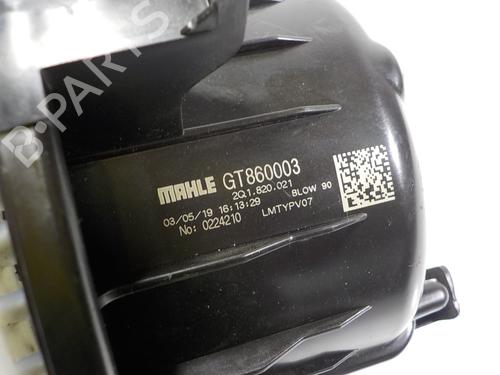 B-PARTS
MAHLE GT860003
2Q1.820.021
03/05/19 16:13:29 BLOW 90
No: 0224210 LMTYPV07